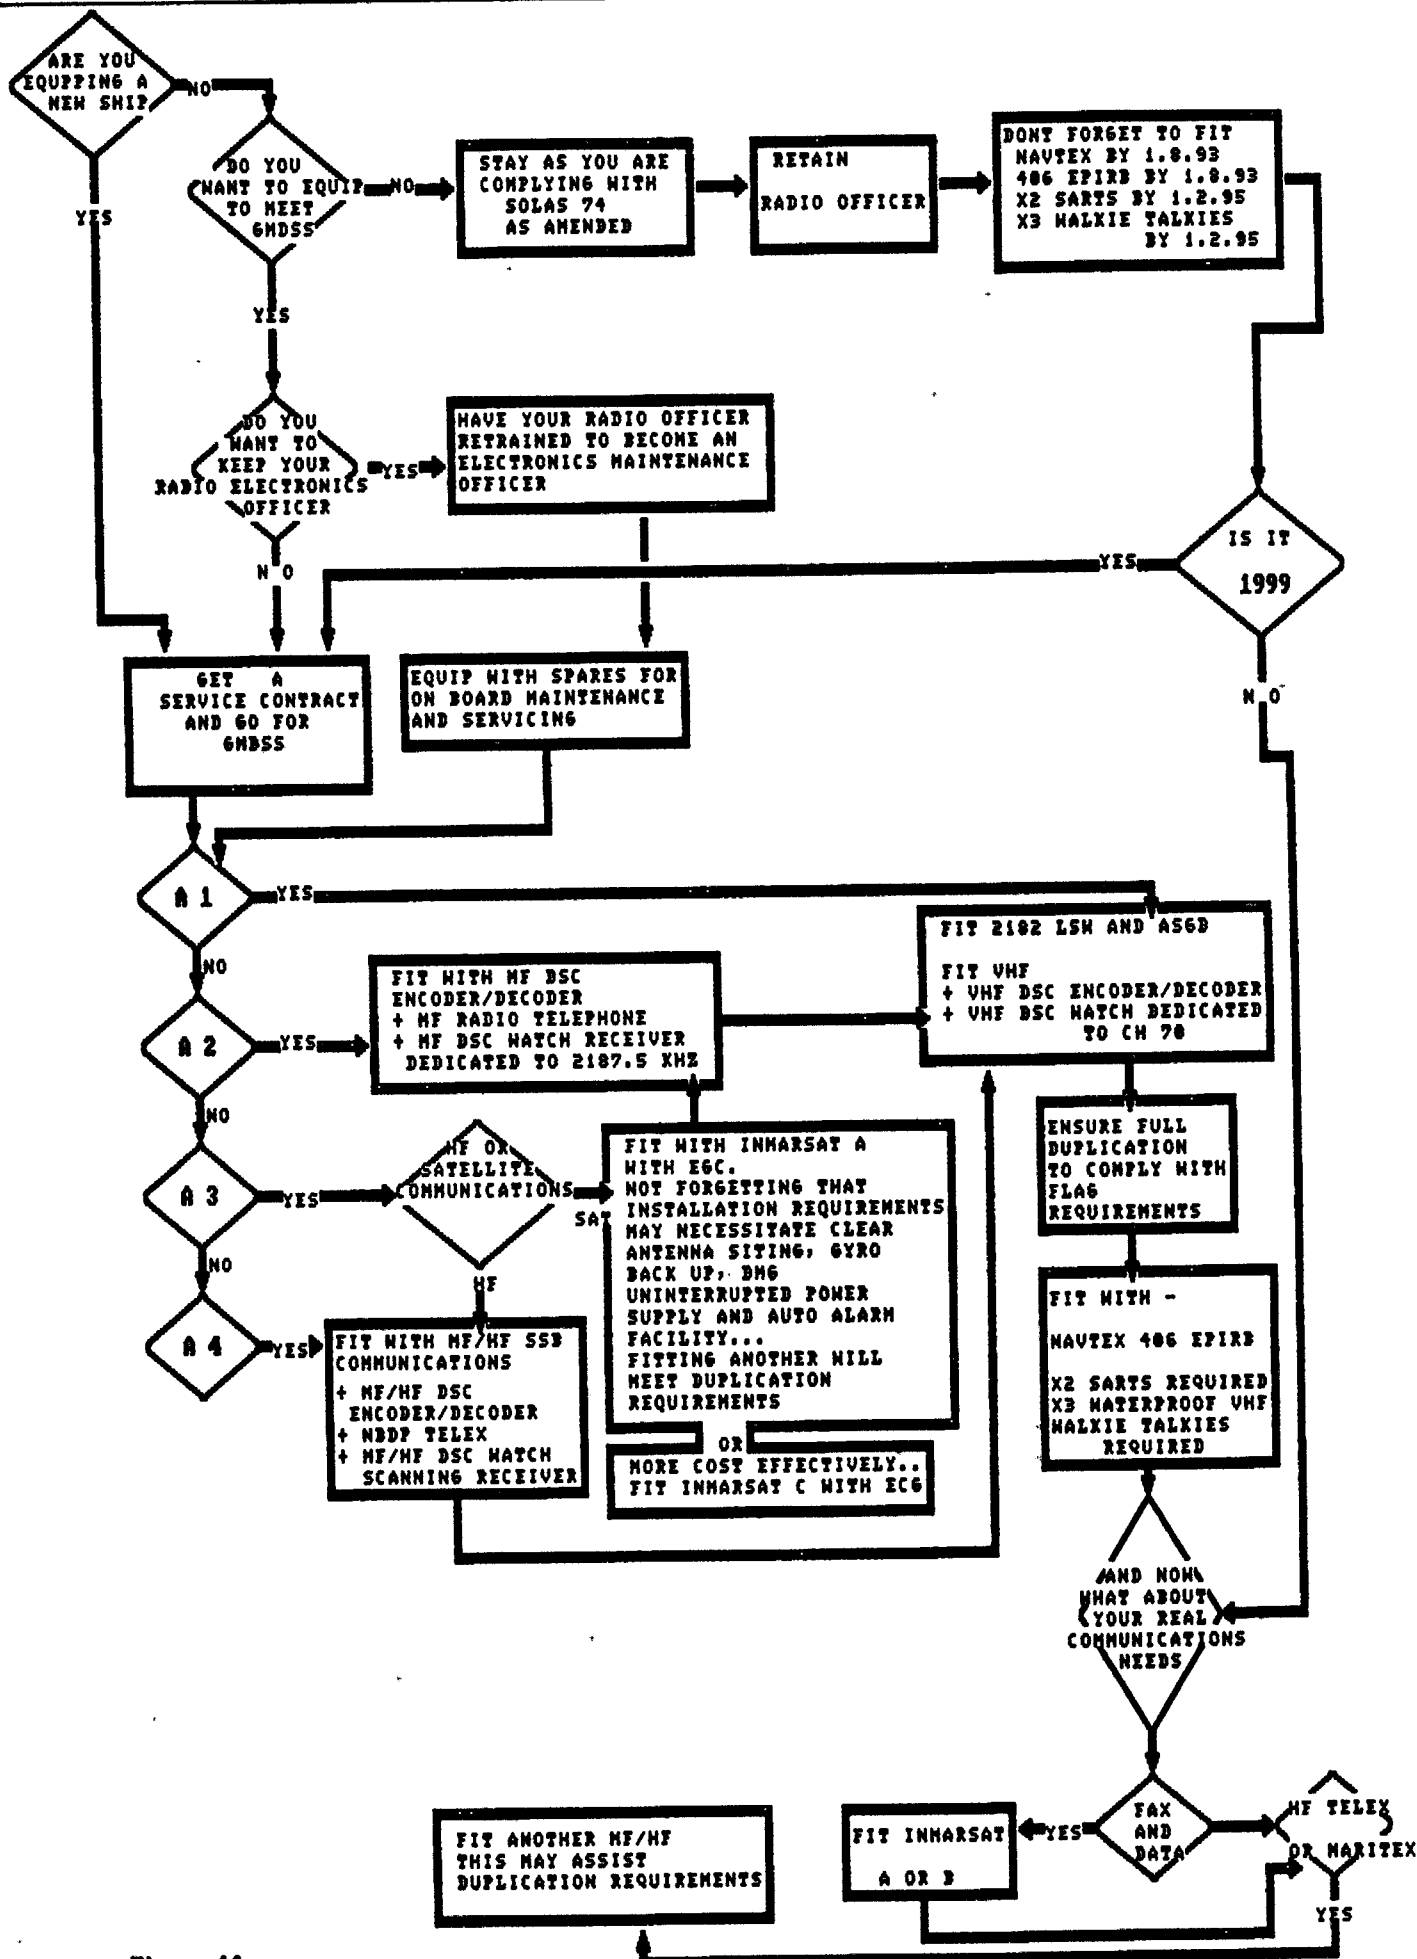 ARE YOU
EQUPPING A
NEW SHIP
NO
YES
DO YOU
WANT TO EQUIP
TO MEET
GMDSS
NO
YES
STAY AS YOU ARE
COMPLYING WITH
SOLAS 74
AS AMENDED
RETAIN
RADIO OFFICER
DONT FORGET TO FIT
NAVTEX BY 1.8.93
406 EPIRB BY 1.8.93
X2 SARTS BY 1.2.95
X3 WALKIE TALKIES
BY 1.2.95
DO YOU
WANT TO
KEEP YOUR
RADIO ELECTRONICS
OFFICER
YES
NO
HAVE YOUR RADIO OFFICER
RETRAINED TO BECOME AN
ELECTRONICS MAINTENANCE
OFFICER
IS IT
1999
YES
NO
GET A
SERVICE CONTRACT
AND GO FOR
GMDSS
EQUIP WITH SPARES FOR
ON BOARD MAINTENANCE
AND SERVICING
A 1
YES
NO
FIT 2182 LSW AND ASGD
FIT VHF
+ VHF DSC ENCODER/DECODER
+ VHF DSC WATCH DEDICATED
TO CH 70
A 2
YES
NO
FIT WITH MF DSC
ENCODER/DECODER
+ MF RADIO TELEPHONE
+ MF DSC WATCH RECEIVER
DEDICATED TO 2187.5 KHZ
A 3
YES
NO
HF OR
SATELLITE
COMMUNICATIONS
SAT
HF
FIT WITH INMARSAT A
WITH EGC.
NOT FORGETTING THAT
INSTALLATION REQUIREMENTS
MAY NECESSITATE CLEAR
ANTENNA SITING, GYRO
BACK UP, DMG
UNINTERRUPTED POWER
SUPPLY AND AUTO ALARM
FACILITY...
FITTING ANOTHER WILL
MEET DUPLICATION
REQUIREMENTS
OR
MORE COST EFFECTIVELY..
FIT INMARSAT C WITH ECG
ENSURE FULL
DUPLICATION
TO COMPLY WITH
FLAG
REQUIREMENTS
FIT WITH -
NAVTEX 406 EPIRB
X2 SARTS REQUIRED
X3 WATERPROOF VHF
WALKIE TALKIES
REQUIRED
A 4
YES
FIT WITH MF/HF SSB
COMMUNICATIONS
+ MF/HF DSC
ENCODER/DECODER
+ NBDP TELEX
+ MF/HF DSC WATCH
SCANNING RECEIVER
AND NOW
WHAT ABOUT
YOUR REAL
COMMUNICATIONS
NEEDS
FAX
AND
DATA
YES
FIT INMARSAT
A OR B
HF TELEX
OR MARITEX
YES
FIT ANOTHER MF/HF
THIS MAY ASSIST
DUPLICATION REQUIREMENTS